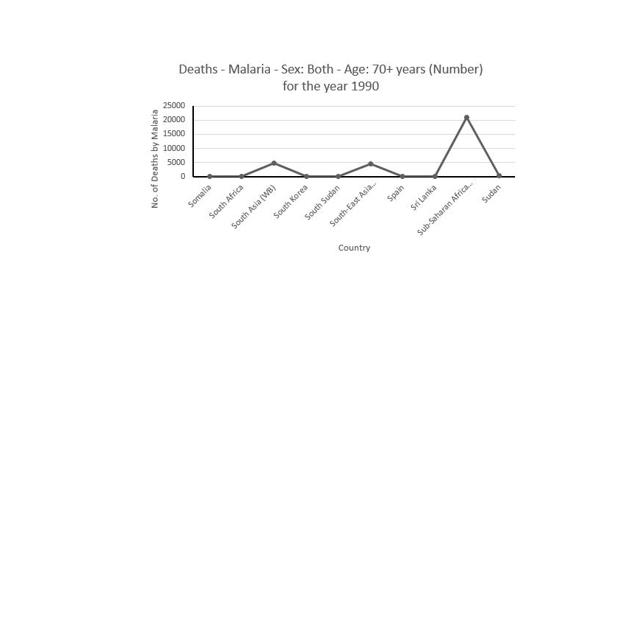 Deaths - Malaria - Sex: Both - Age: 70+ years (Number)
for the year 1990
No. of Deaths by Malaria
25000
20000
15000
10000
5000
0
Somalia
South Africa
South Asia (WB)
South Korea
South Sudan
South-East Asia...
Spain
Sri Lanka
Sub-Saharan Africa...
Sudan
Country